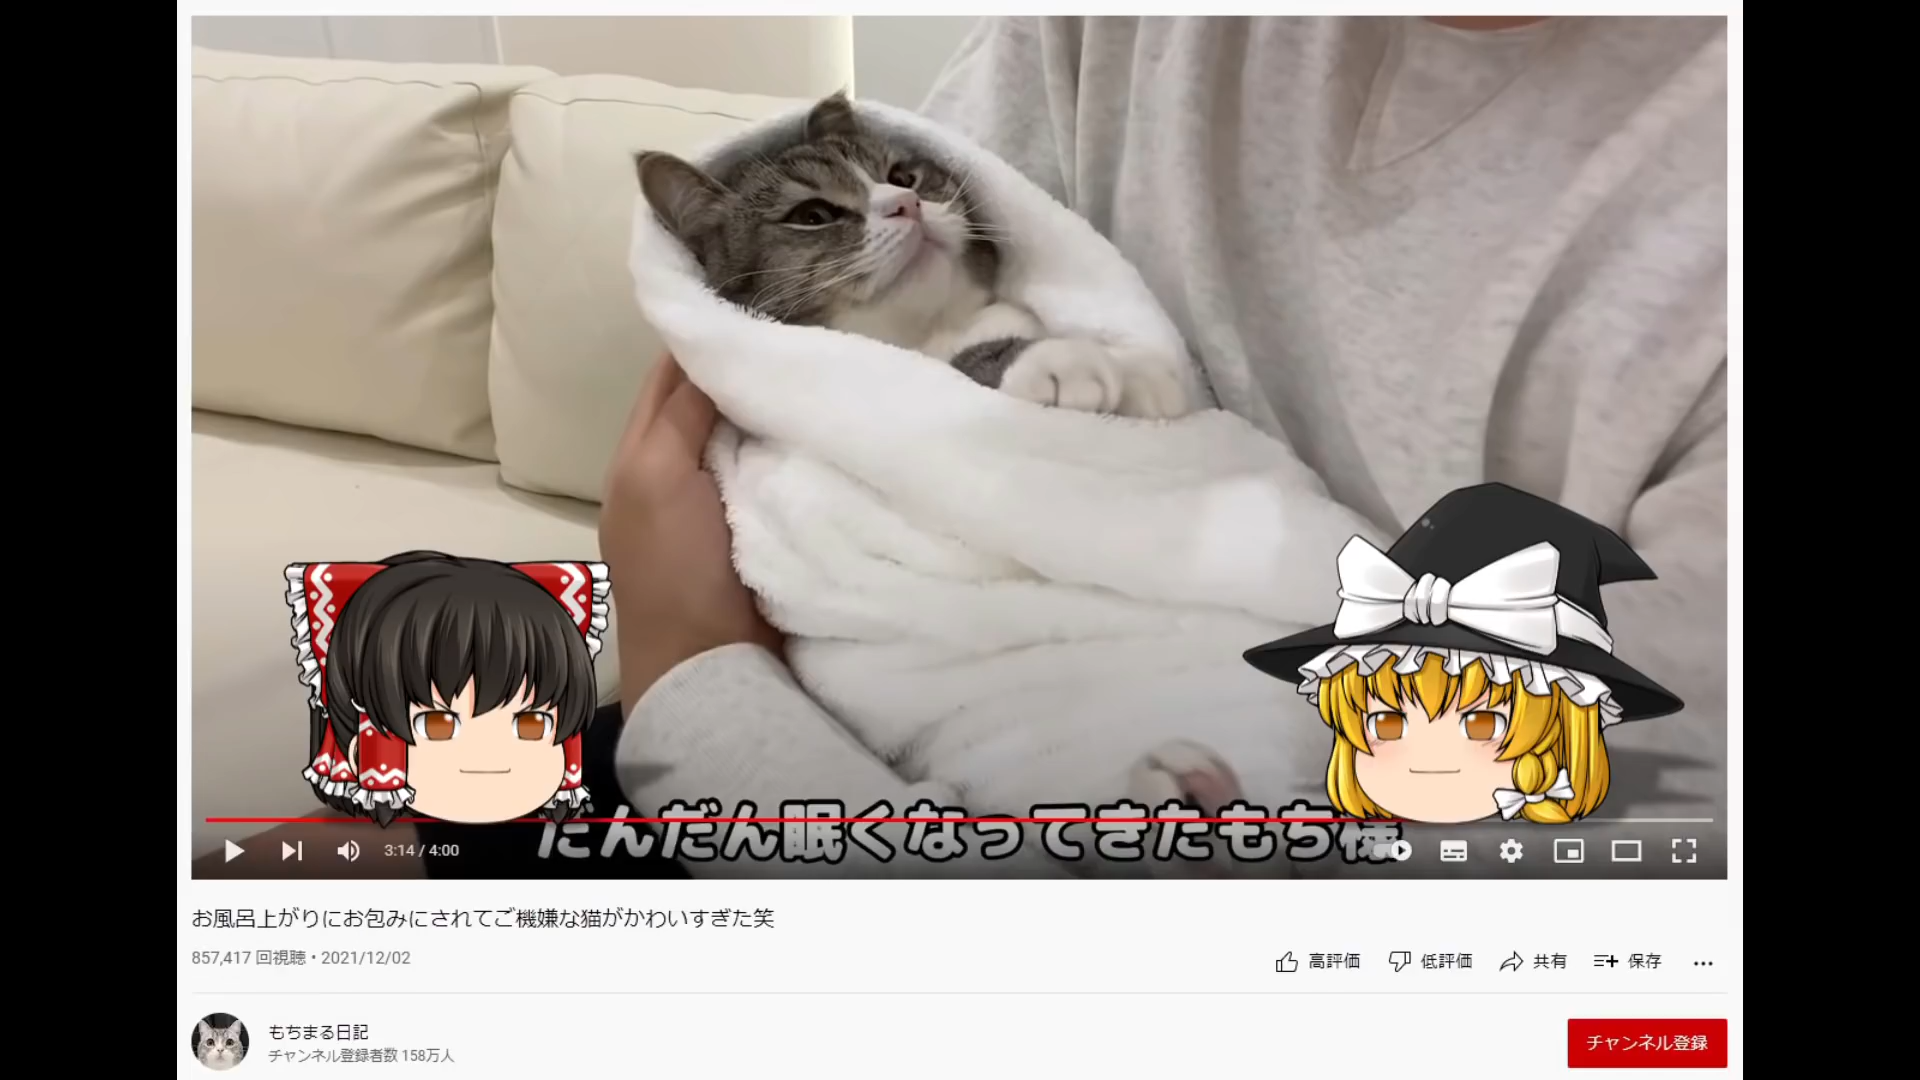 だんだん眠くなってきたもち様
3:14 / 4:00
お風呂上がりにお包みにされてご機嫌な猫がかわいすぎた笑
857,417 回視聴・2021/12/02
高評価 低評価 共有 保存
もちまる日記
チャンネル登録者数 158万人
チャンネル登録